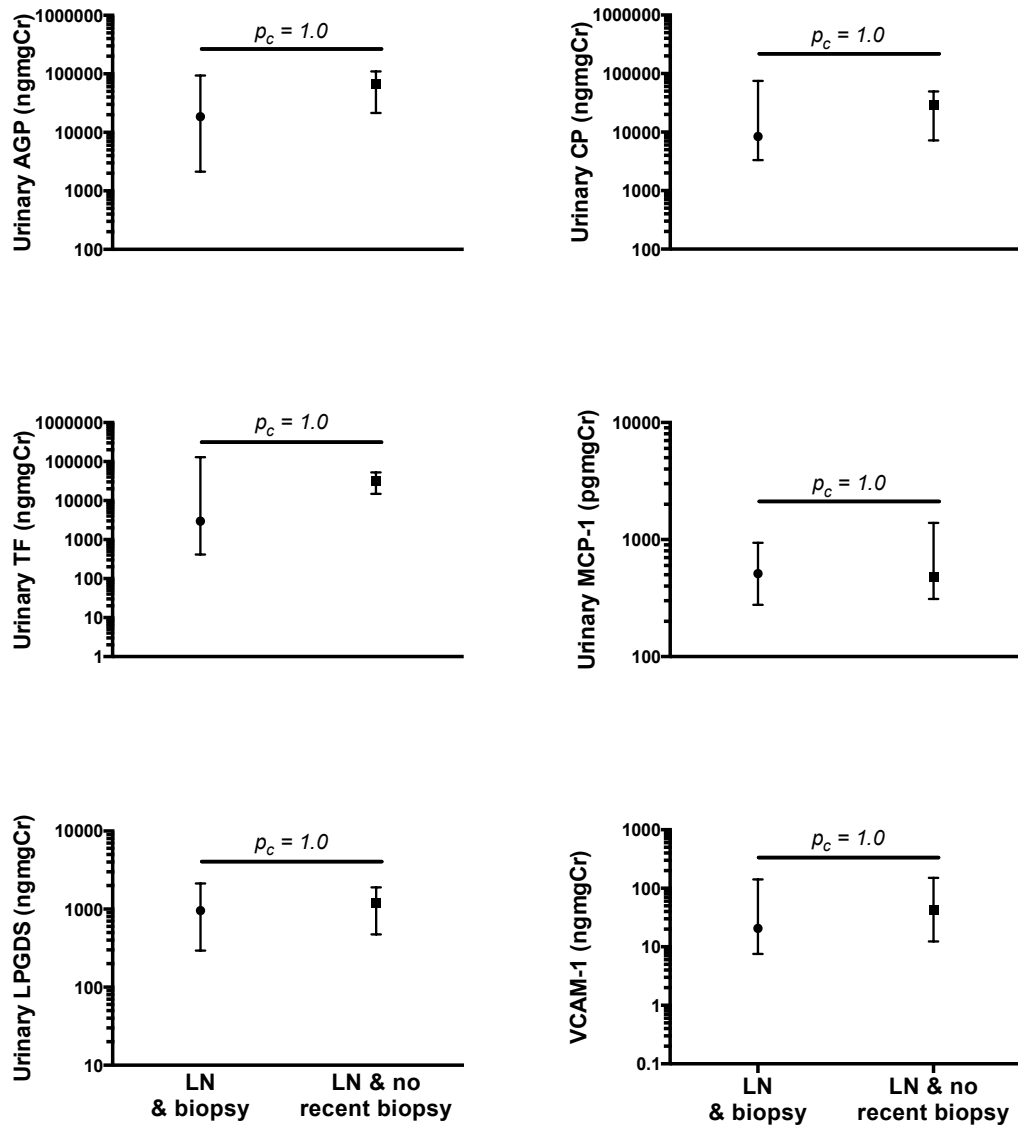 Urinary AGP (ngmgCr)
1000000
100000
10000
1000
100
p_c = 1.0
Urinary CP (ngmgCr)
1000000
100000
10000
1000
100
p_c = 1.0
Urinary TF (ngmgCr)
1000000
100000
10000
1000
100
10
1
p_c = 1.0
Urinary MCP-1 (pgmgCr)
10000
1000
100
p_c = 1.0
Urinary LPGDS (ngmgCr)
10000
1000
100
10
p_c = 1.0
LN
& biopsy
LN & no
recent biopsy
VCAM-1 (ngmgCr)
1000
100
10
1
0.1
p_c = 1.0
LN
& biopsy
LN & no
recent biopsy